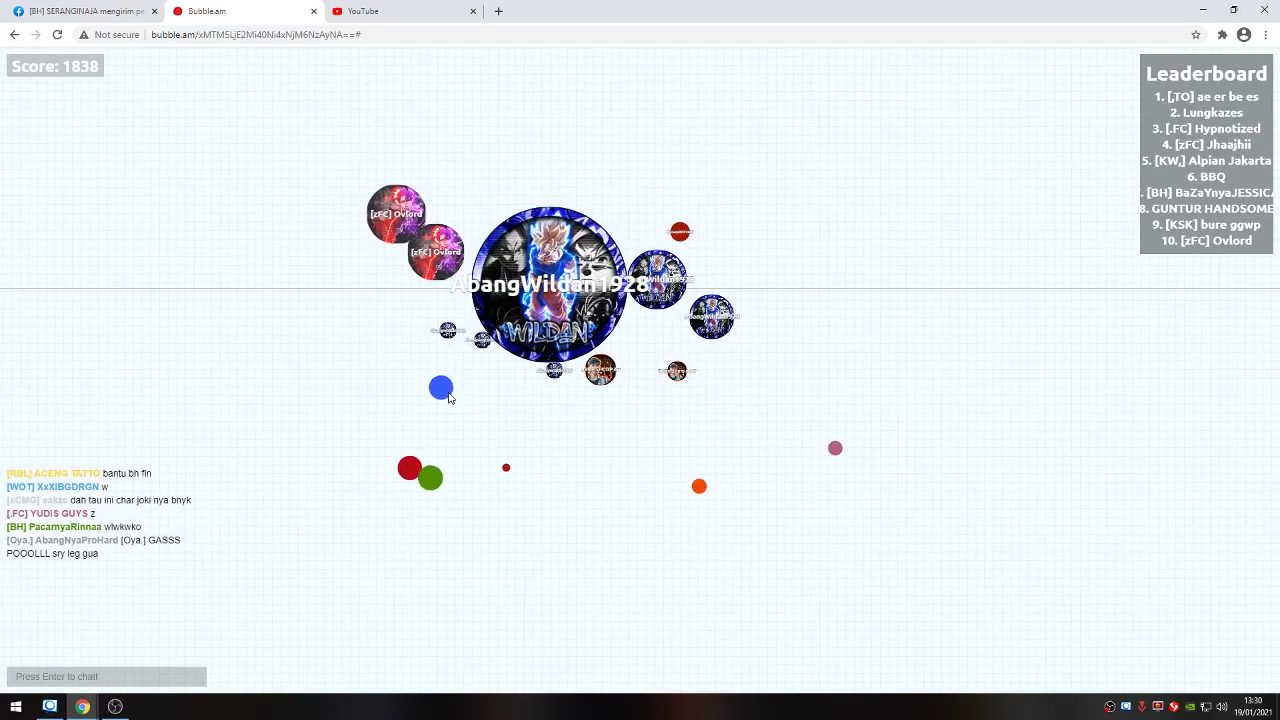 [BH] SERANGINAJA mengirim pe
Bubble.am
YouTube
Not secure
bubble.am/xMTM5LjE2Mi40Ni4xNjM6NzAyNA==#
Score: 1838
Leaderboard
1. [,TO] ae er be es
2. Lungkazes
3. [.FC] Hypnotized
4. [zFC] Jhaajhii
5. [KW,] Alpian Jakarta
6. BBQ
. [BH] BaZaYnyaJESSICA
8. GUNTUR HANDSOME
9. [KSK] bure ggwp
10. [zFC] Ovlord
[zFC] Ovlord
[zFC] Ovlord
AbangWildan1928
WILDAN
[RBL] ACENG TATTO bantu bh fin
[WOT] XxXIBGDRGN w
[xCMG] eakzc dah tau ini char joki nya bnyk
[.FC] YUDIS GUYS z
[BH] PacarnyaRinnaa wlwkwko
[Oya.] AbangNyaProHard [Oya.] GASSS
POOOLLL sry leg gua
Press Enter to chat!
13:30
19/01/2021